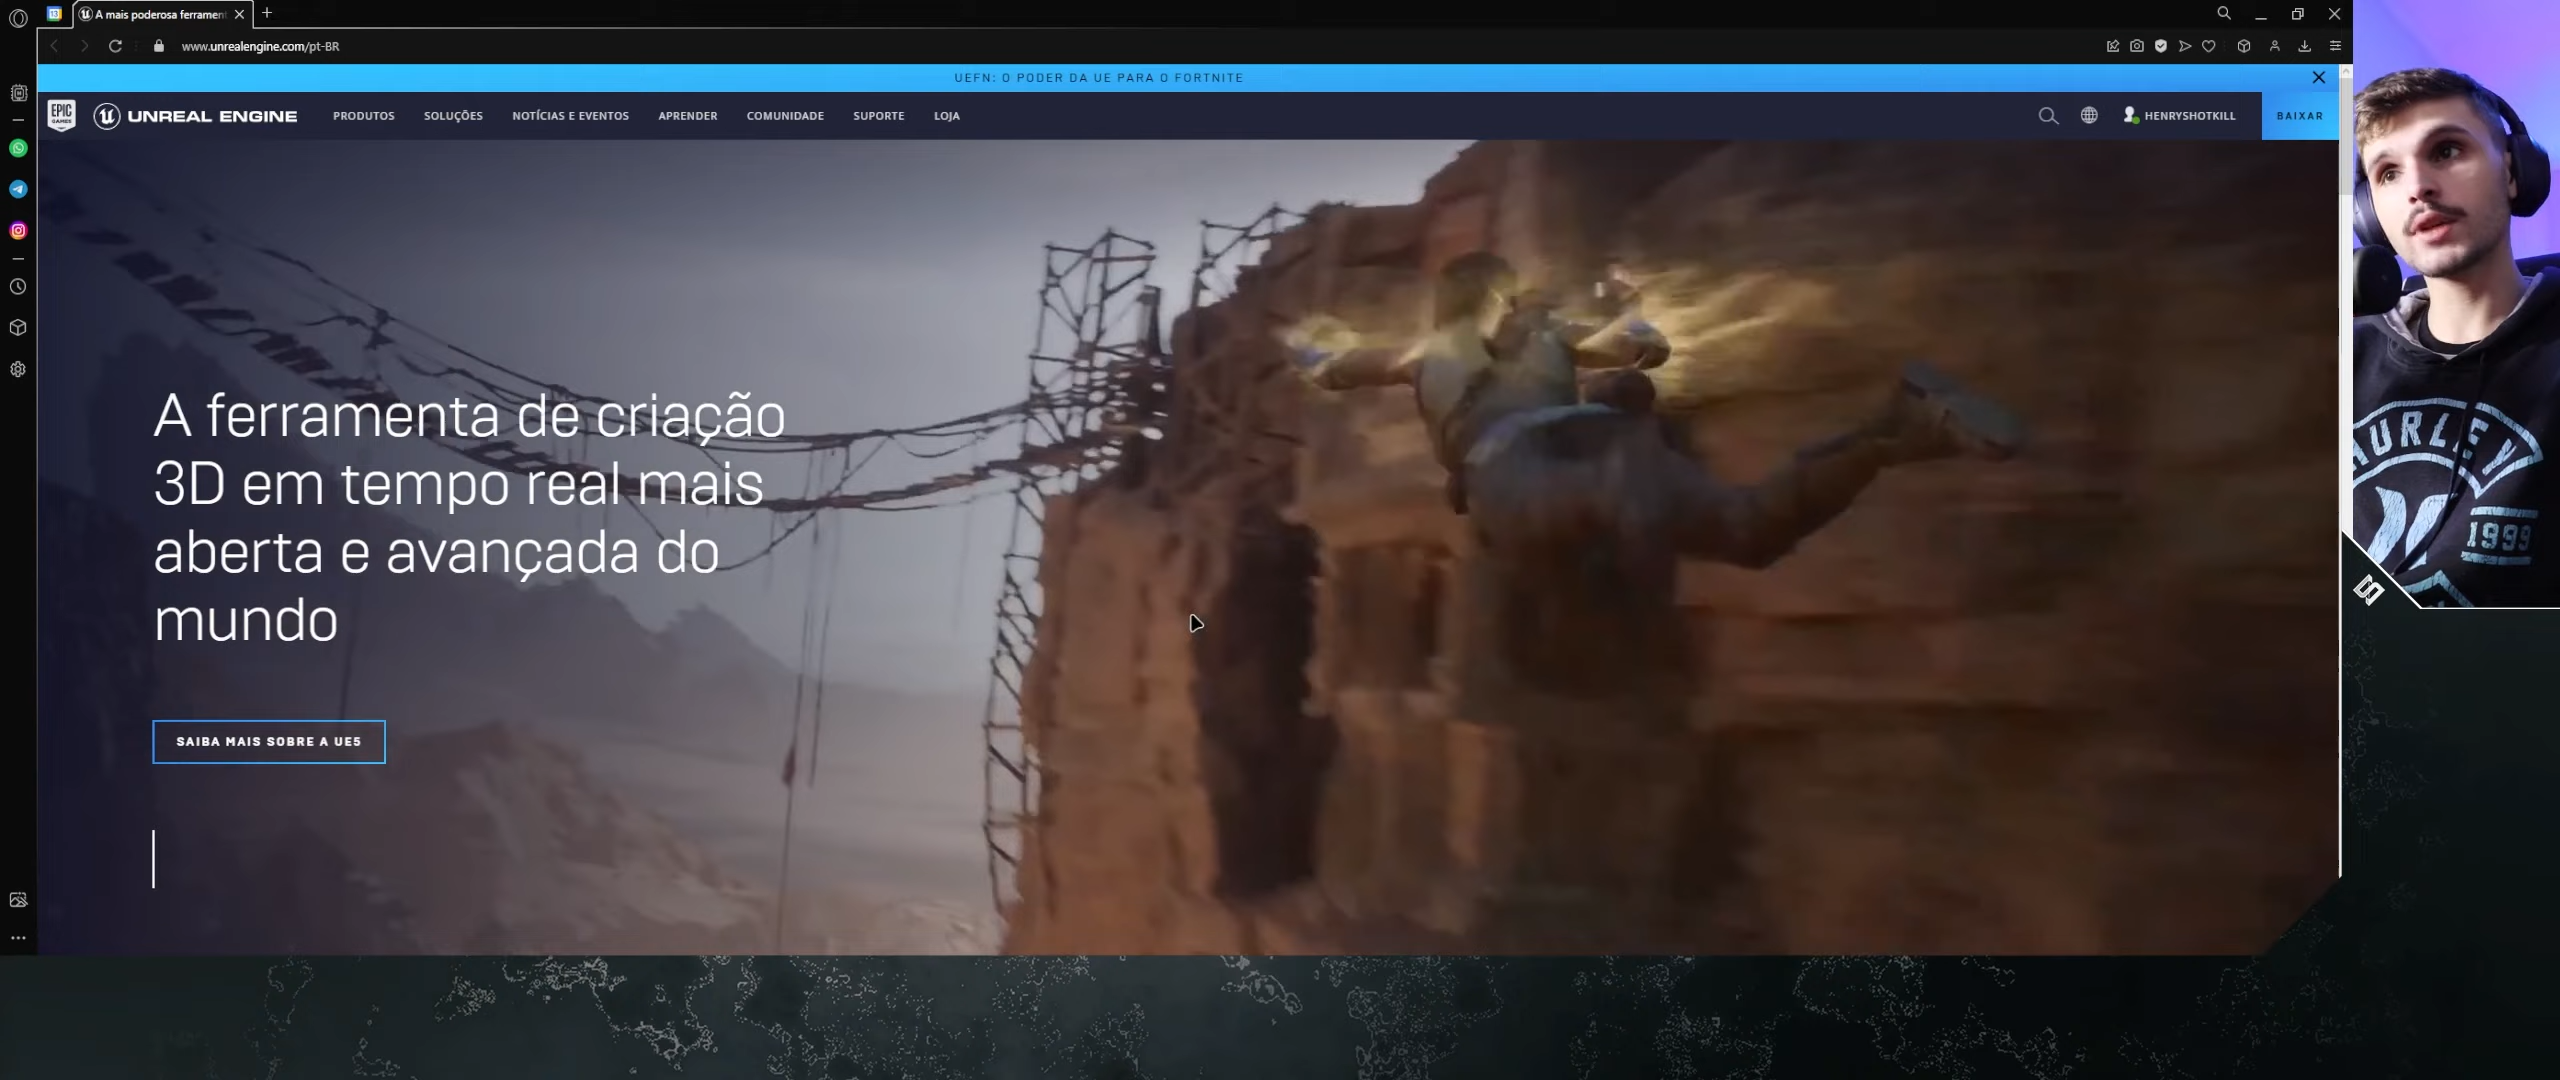 A mais poderosa ferrament
www.unrealengine.com/pt-BR
UEFN: O PODER DA UE PARA O FORTNITE
EPIC GAMES
UNREAL ENGINE
PRODUTOS
SOLUÇÕES
NOTÍCIAS E EVENTOS
APRENDER
COMUNIDADE
SUPORTE
LOJA
HENRYSHOTKILL
BAIXAR
A ferramenta de criação
3D em tempo real mais
aberta e avançada do
mundo
SAIBA MAIS SOBRE A UE5
HURLEY
1999